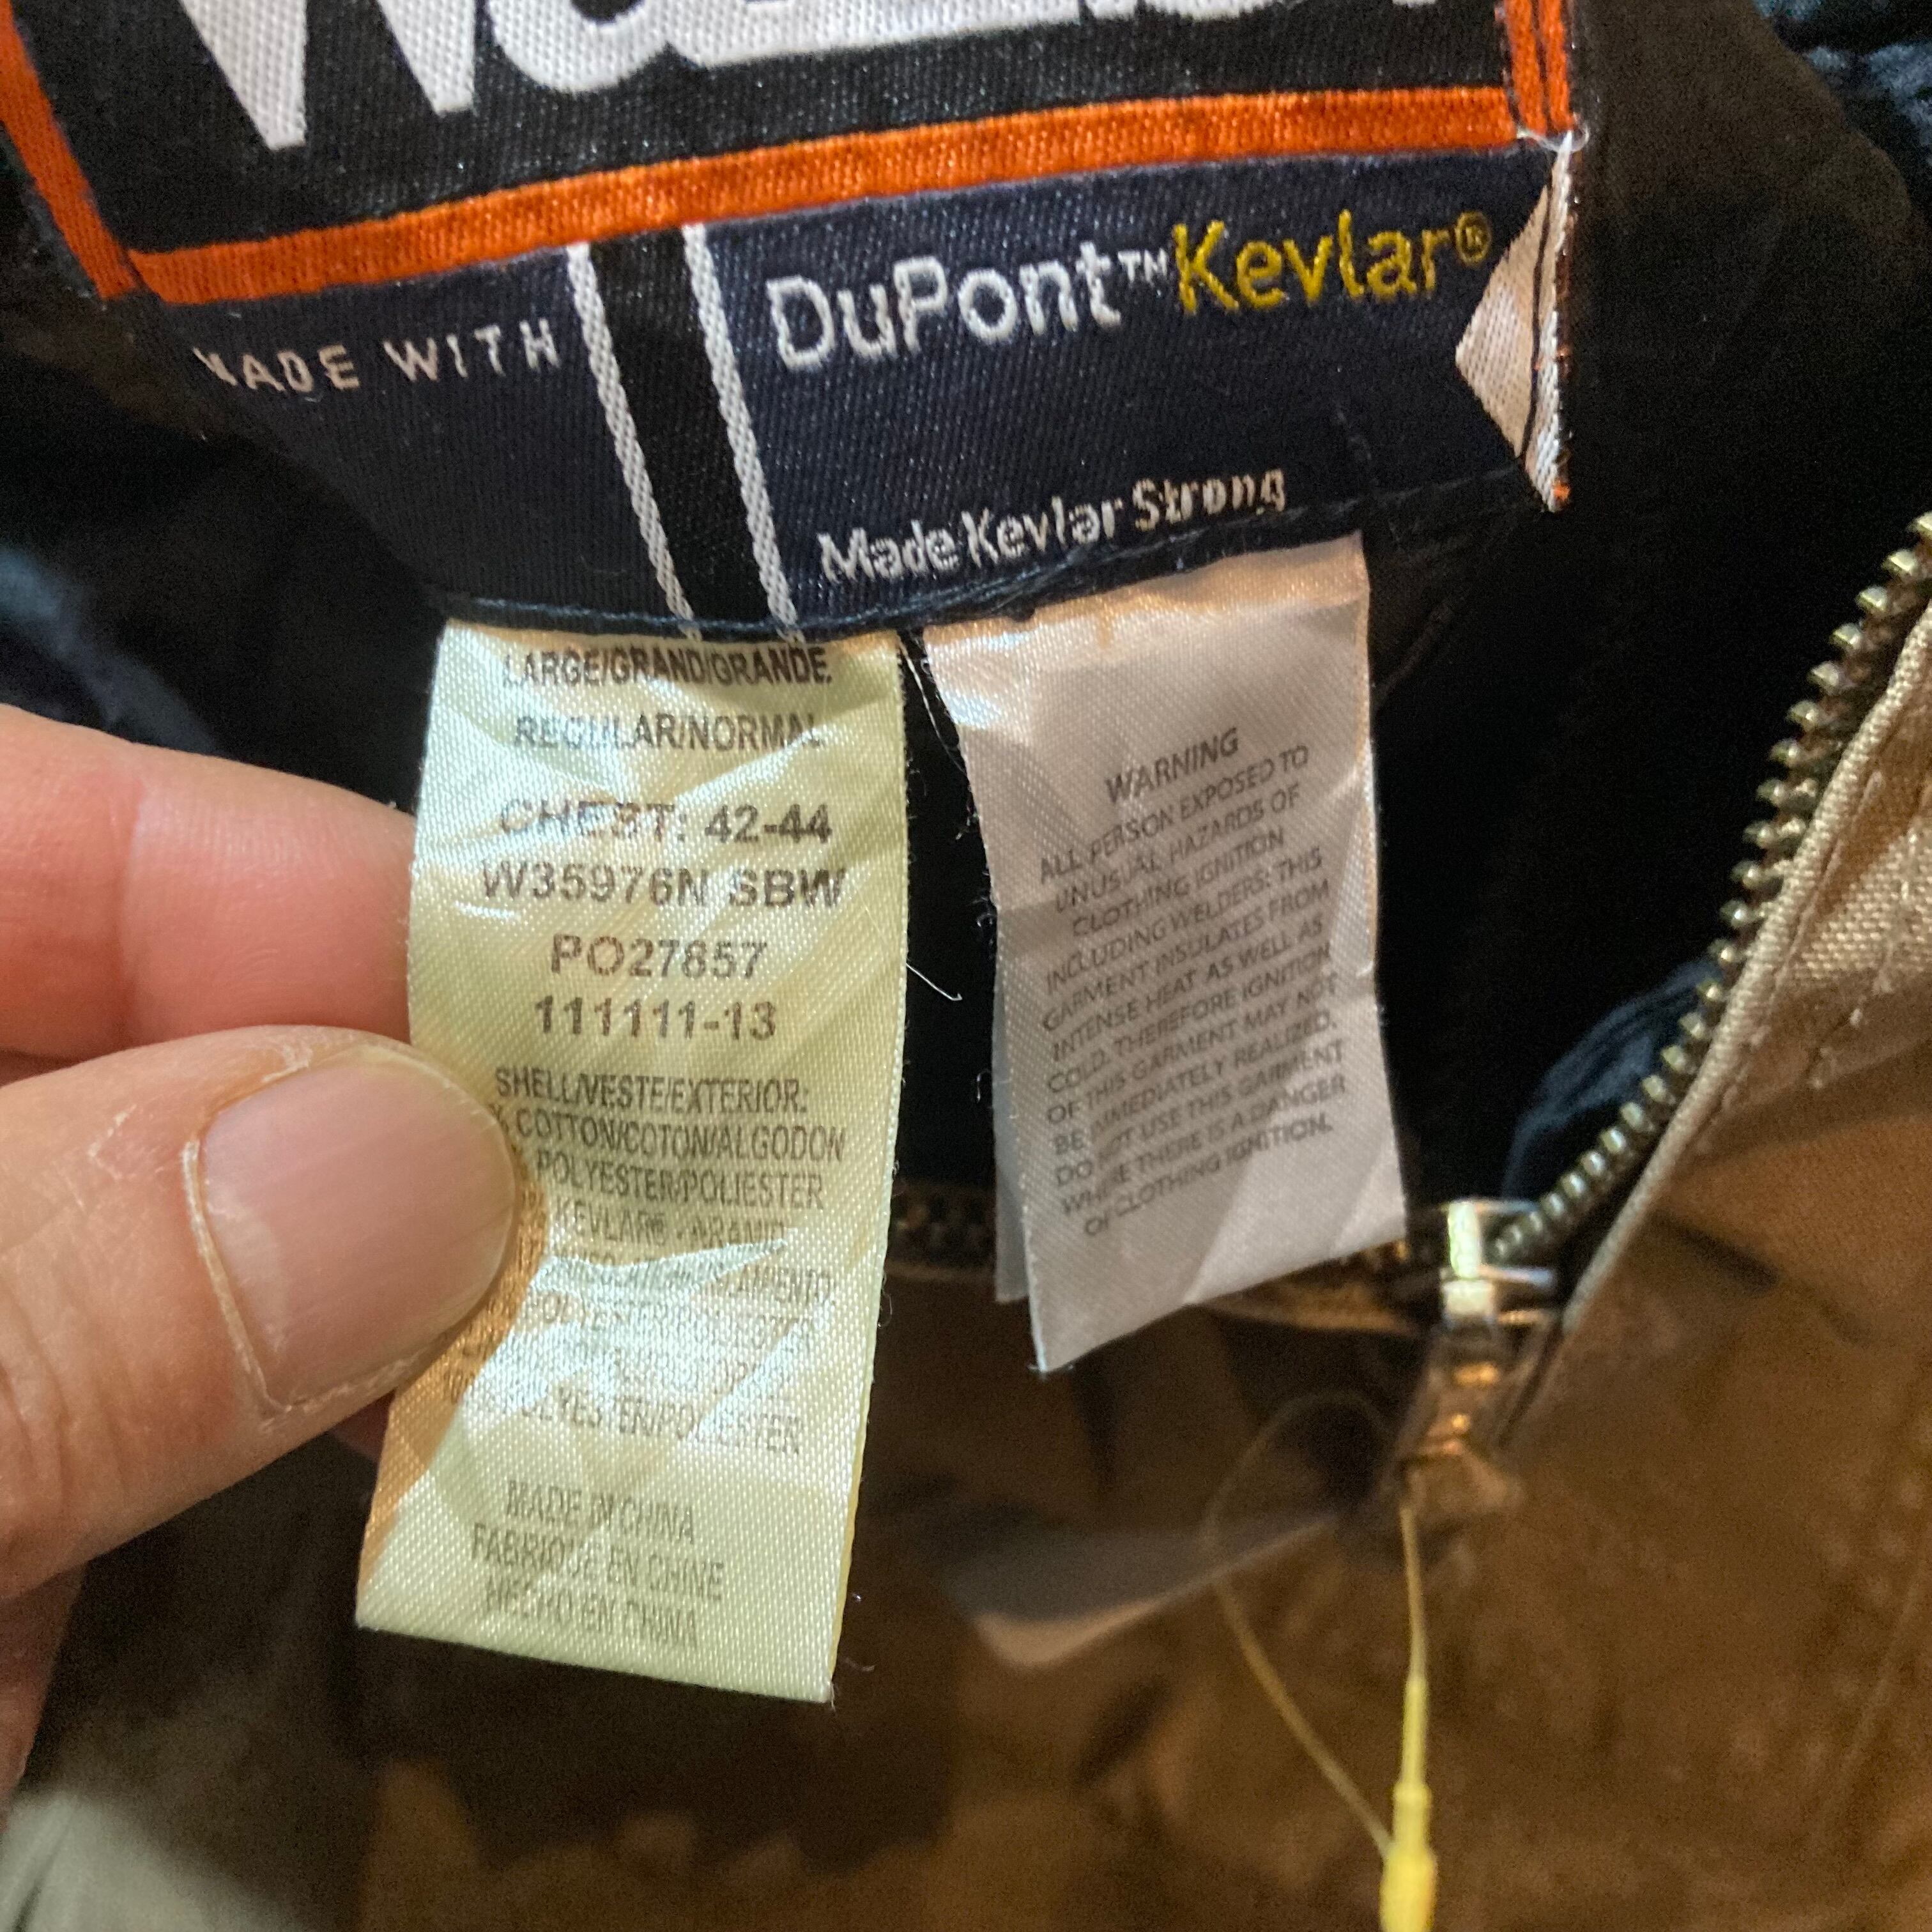 MADE WITH
DuPont™Kevlar®
Made Kevlar Strong
LARGE/GRAND/GRANDE
REGULAR/NORMAL
CHEST: 42-44
W35976N SBW
PO27857
111111-13
SHELL/VESTE/EXTERIOR:
% COTTON/COTON/ALGODON
POLYESTER/POLIESTER
KEVLAR® ARAMID
POLYESTER/POLIESTER
MADE IN CHINA
FABRIQUE EN CHINE
HECHO EN CHINA
WARNING
ALL PERSON EXPOSED TO
UNUSUAL HAZARDS OF
CLOTHING IGNITION
INCLUDING WELDERS: THIS
GARMENT INSULATES FROM
INTENSE HEAT AS WELL AS
COLD. THEREFORE IGNITION
OF THIS GARMENT MAY NOT
BE IMMEDIATELY REALIZED.
DO NOT USE THIS GARMENT
WHERE THERE IS A DANGER
OF CLOTHING IGNITION.